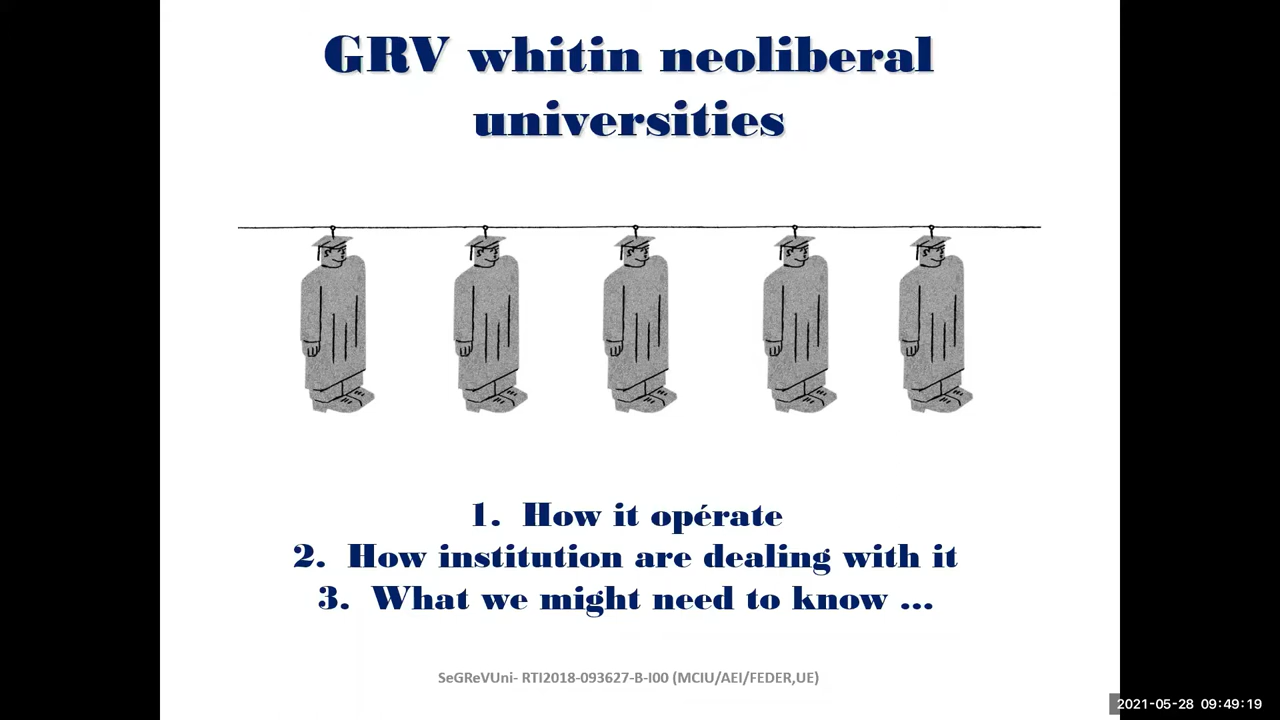 GRV whitin neoliberal
universities
1. How it opérate
2. How institution are dealing with it
3. What we might need to know ...
SeGReVUni- RTI2018-093627-B-I00 (MCIU/AEI/FEDER,UE)
2021-05-28 09:49:19